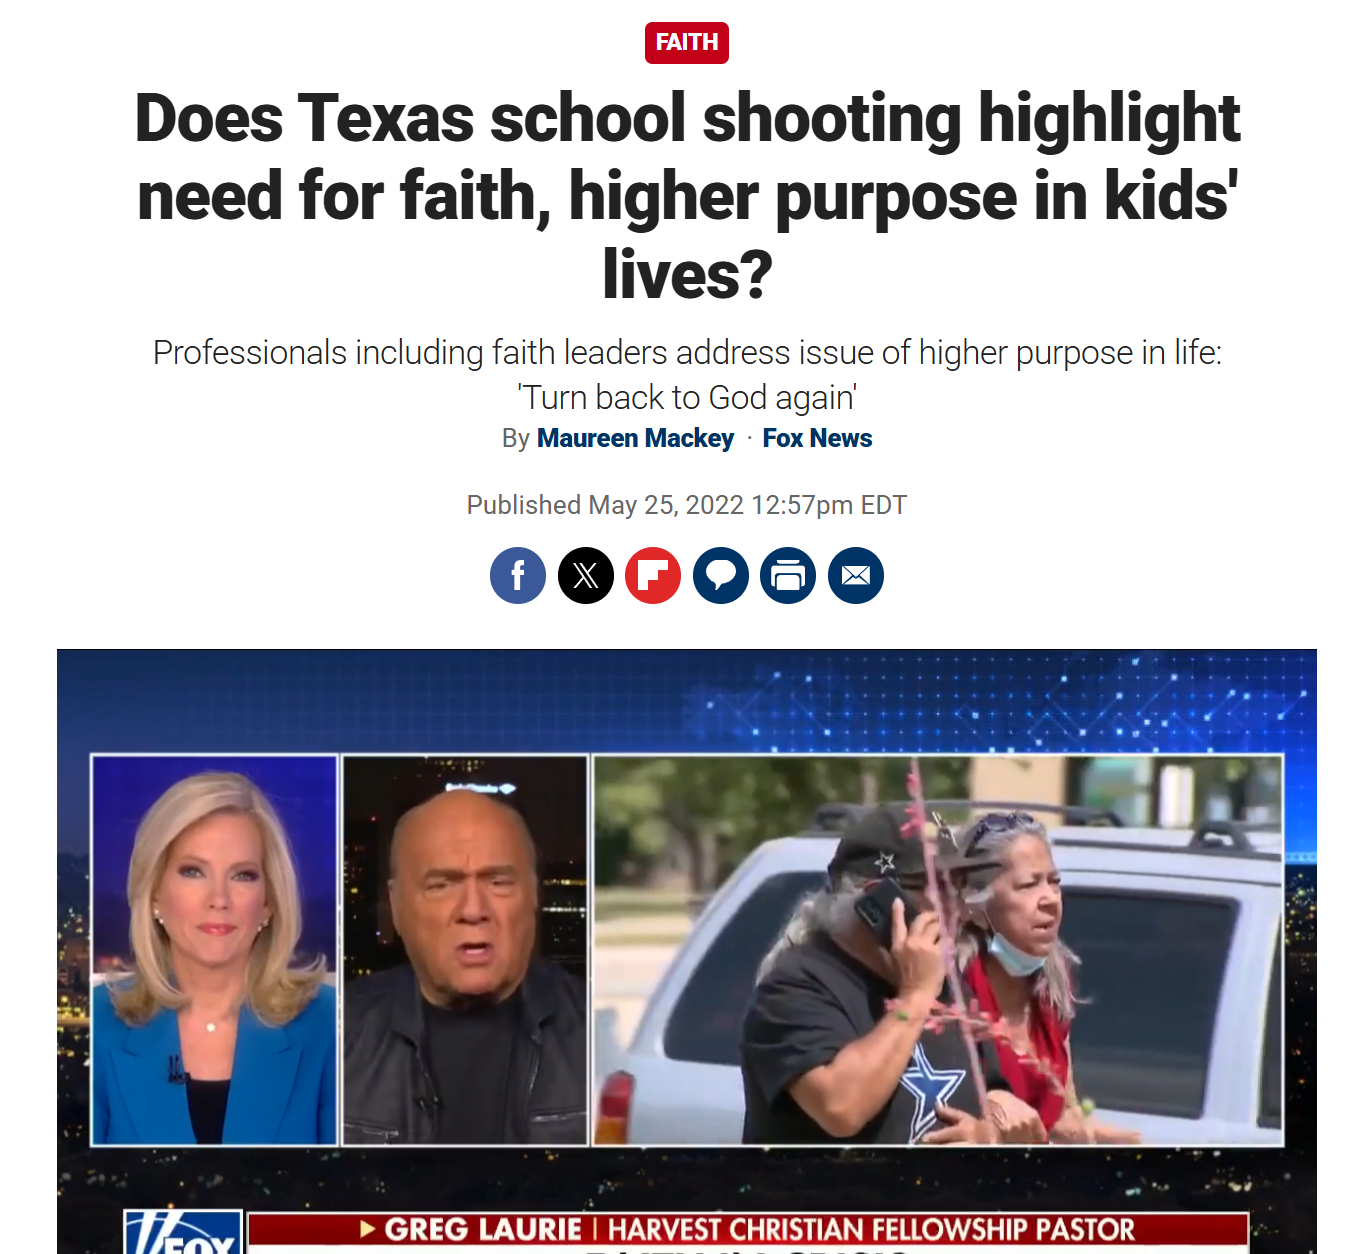 FAITH
Does Texas school shooting highlight
need for faith, higher purpose in kids'
lives?
Professionals including faith leaders address issue of higher purpose in life:
'Turn back to God again'
By Maureen Mackey · Fox News
Published May 25, 2022 12:57pm EDT
FOX
GREG LAURIE | HARVEST CHRISTIAN FELLOWSHIP PASTOR